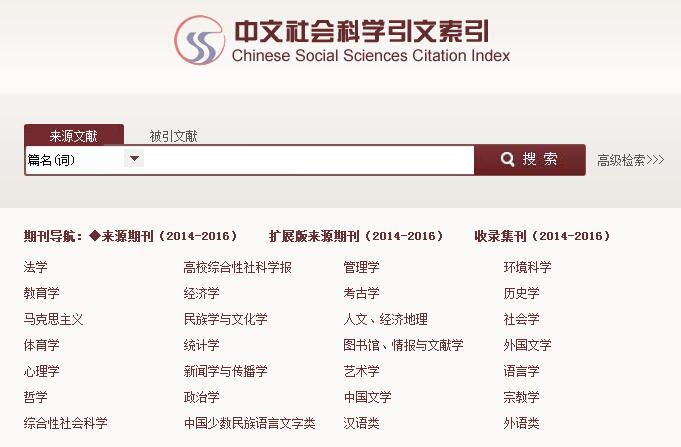 中文社会科学引文索引
Chinese Social Sciences Citation Index
来源文献 被引文献
篇名(词) 搜索 高级检索>>>
期刊导航：◆来源期刊（2014-2016） 扩展版来源期刊（2014-2016） 收录集刊（2014-2016）
法学 高校综合性社科学报 管理学 环境科学
教育学 经济学 考古学 历史学
马克思主义 民族学与文化学 人文、经济地理 社会学
体育学 统计学 图书馆、情报与文献学 外国文学
心理学 新闻学与传播学 艺术学 语言学
哲学 政治学 中国文学 宗教学
综合性社会科学 中国少数民族语言文字类 汉语类 外语类